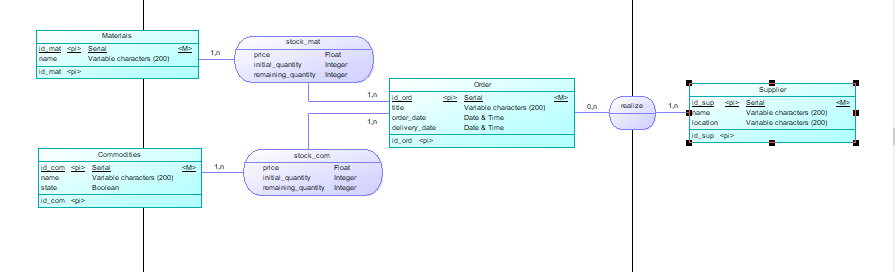 Materials
id_mat <pi> Serial <M>
name Variable characters (200)
id_mat <pi>
1,n
stock_mat
price Float
initial_quantity Integer
remaining_quantity Integer
1,n
Order
id_ord <pi> Serial <M>
title Variable characters (200)
order_date Date & Time
delivery_date Date & Time
id_ord <pi>
0,n
realize
1,n
Supplier
id_sup <pi> Serial <M>
name Variable characters (200)
location Variable characters (200)
id_sup <pi>
1,n
Commodities
id_com <pi> Serial <M>
name Variable characters (200)
state Boolean
id_com <pi>
1,n
stock_com
price Float
initial_quantity Integer
remaining_quantity Integer